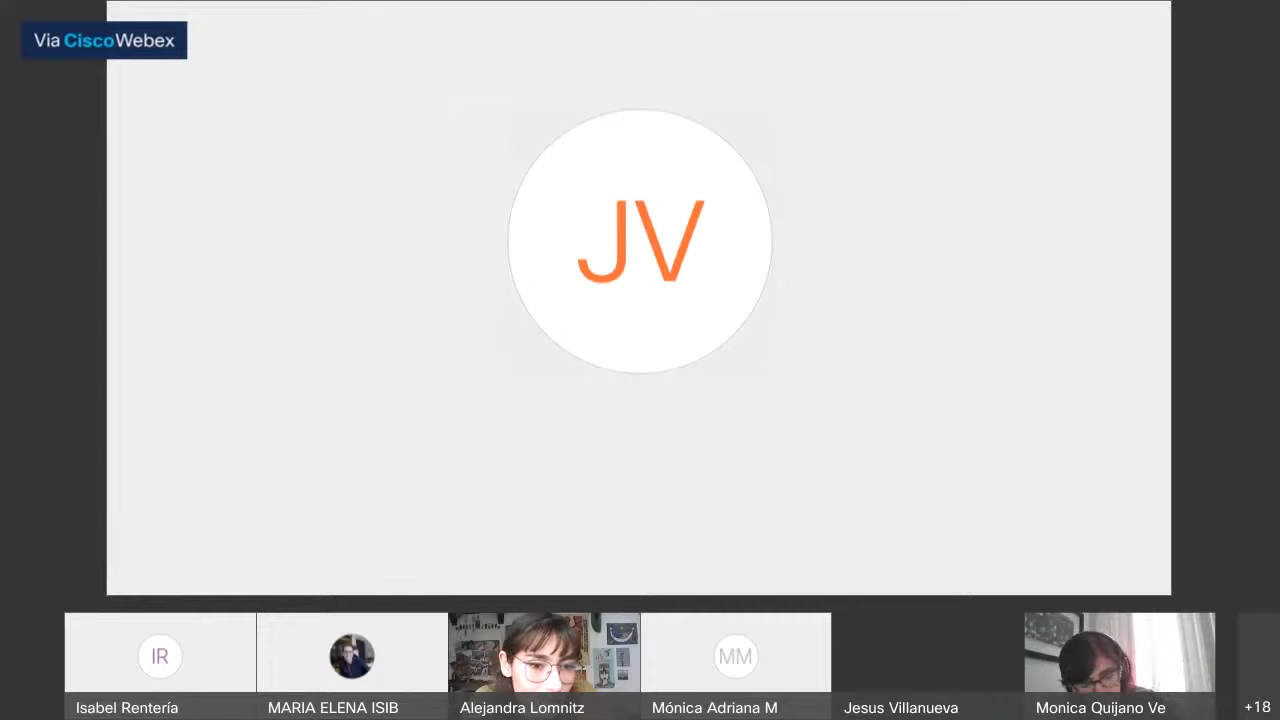 Via CiscoWebex
JV
IR
MM
Isabel Rentería
MARIA ELENA ISIB
Alejandra Lomnitz
Mónica Adriana M
Jesus Villanueva
Monica Quijano Ve
+18